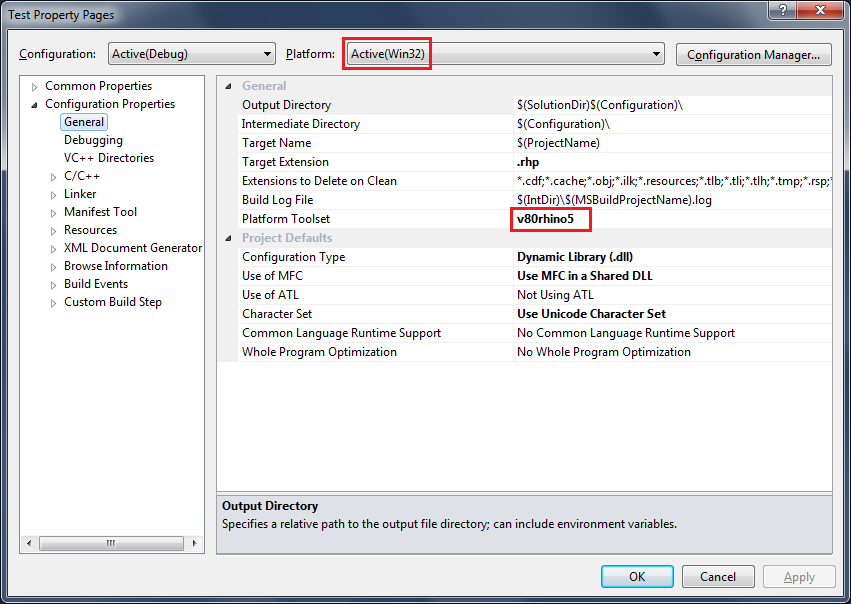 Test Property Pages
Configuration: Active(Debug) Platform: Active(Win32) Configuration Manager...
Common Properties
Configuration Properties
General
Debugging
VC++ Directories
C/C++
Linker
Manifest Tool
Resources
XML Document Generator
Browse Information
Build Events
Custom Build Step
General
Output Directory $(SolutionDir)$(Configuration)\
Intermediate Directory $(Configuration)\
Target Name $(ProjectName)
Target Extension .rhp
Extensions to Delete on Clean *.cdf;*.cache;*.obj;*.ilk;*.resources;*.tlb;*.tli;*.tlh;*.tmp;*.rsp;*
Build Log File $(IntDir)\$(MSBuildProjectName).log
Platform Toolset v80rhino5
Project Defaults
Configuration Type Dynamic Library (.dll)
Use of MFC Use MFC in a Shared DLL
Use of ATL Not Using ATL
Character Set Use Unicode Character Set
Common Language Runtime Support No Common Language Runtime Support
Whole Program Optimization No Whole Program Optimization
Output Directory
Specifies a relative path to the output file directory; can include environment variables.
OK Cancel Apply